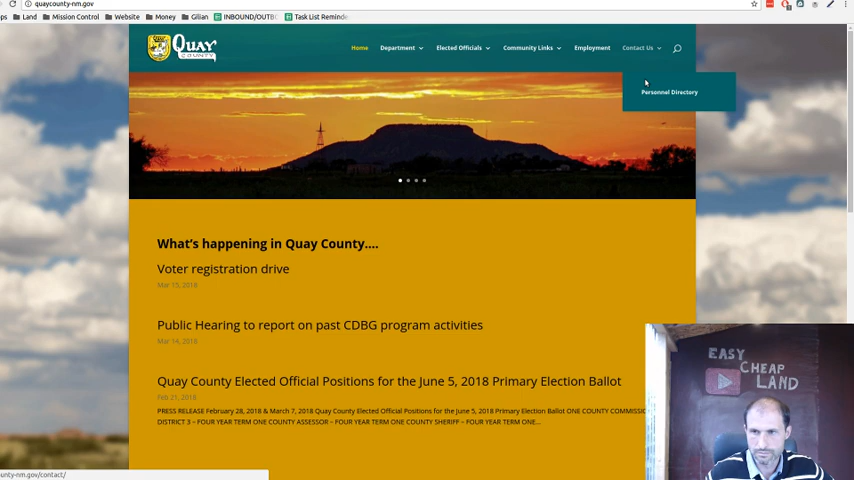 quaycounty-nm.gov
ps Land Mission Control Website Money Gilian INBOUND/OUTBO Task List Reminde
Quay
COUNTY
Home Department Elected Officials Community Links Employment Contact Us
Personnel Directory
What's happening in Quay County....
Voter registration drive
Mar 15, 2018
Public Hearing to report on past CDBG program activities
Mar 14, 2018
Quay County Elected Official Positions for the June 5, 2018 Primary Election Ballot
Feb 21, 2018
PRESS RELEASE February 28, 2018 & March 7, 2018 Quay County Elected Official Positions for the June 5, 2018 Primary Election Ballot ONE COUNTY COMMISSIO
DISTRICT 3 – FOUR YEAR TERM ONE COUNTY ASSESSOR – FOUR YEAR TERM ONE COUNTY SHERIFF – FOUR YEAR TERM ONE...
EASY
CHEAP
LAND
unty-nm.gov/contact/